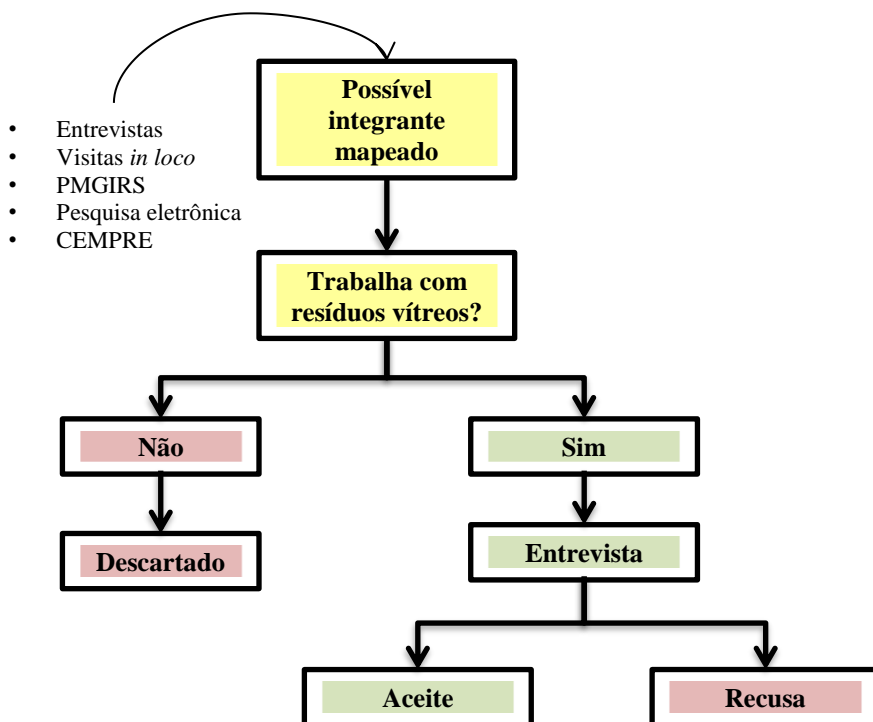 Possível
integrante
mapeado
• Entrevistas
• Visitas in loco
• PMGIRS
• Pesquisa eletrônica
• CEMPRE
Trabalha com
resíduos vítreos?
Não
Sim
Descartado
Entrevista
Aceite
Recusa